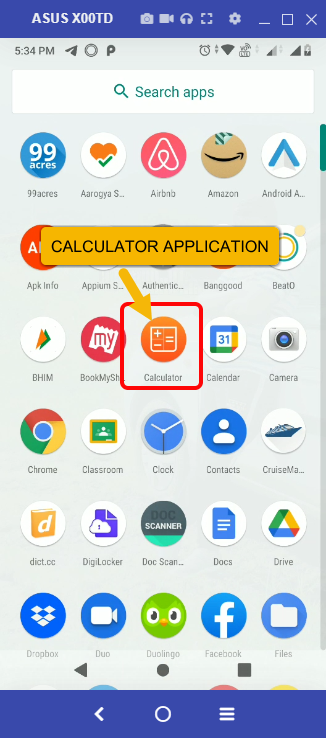 ASUS X00TD
5:34 PM
Search apps
99 acres
99acres
Aarogya S...
Airbnb
Amazon
Android A...
CALCULATOR APPLICATION
Apk Info
Appium S...
Authentic...
Banggood
BeatO
my
31
BHIM
BookMySh...
Calculator
Calendar
Camera
Chrome
Classroom
Clock
Contacts
CruiseMa...
DOC
SCANNER
dict.cc
DigiLocker
Doc Scan...
Docs
Drive
Dropbox
Duo
Duolingo
Facebook
Files